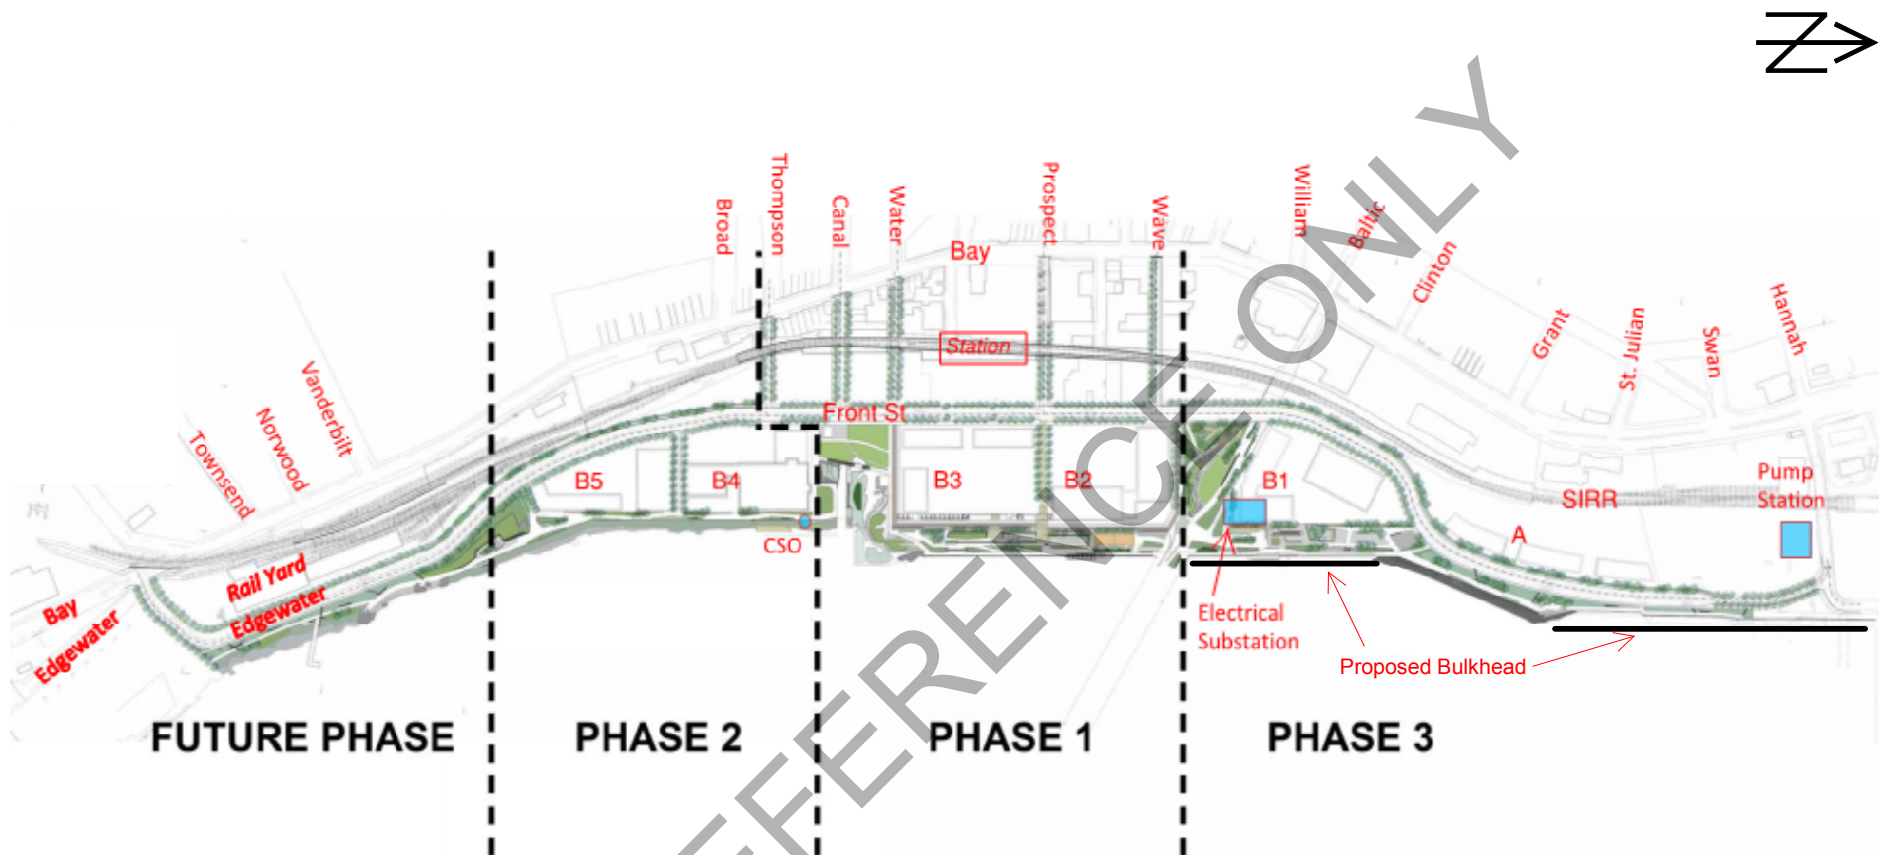 N
Thompson
Prospect
William
Broad
Canal
Water
Wave
Baltic
Bay
Clinton
Hannah
Grant
St. Julian
Swan
Station
Vanderbilt
Norwood
Townsend
Front St
B5
B4
B3
B2
B1
Pump
Station
SIRR
A
CSO
Rail Yard
Edgewater
Bay
Edgewater
Electrical
Substation
Proposed Bulkhead
FUTURE PHASE
PHASE 2
PHASE 1
PHASE 3
EFERENCE ONLY